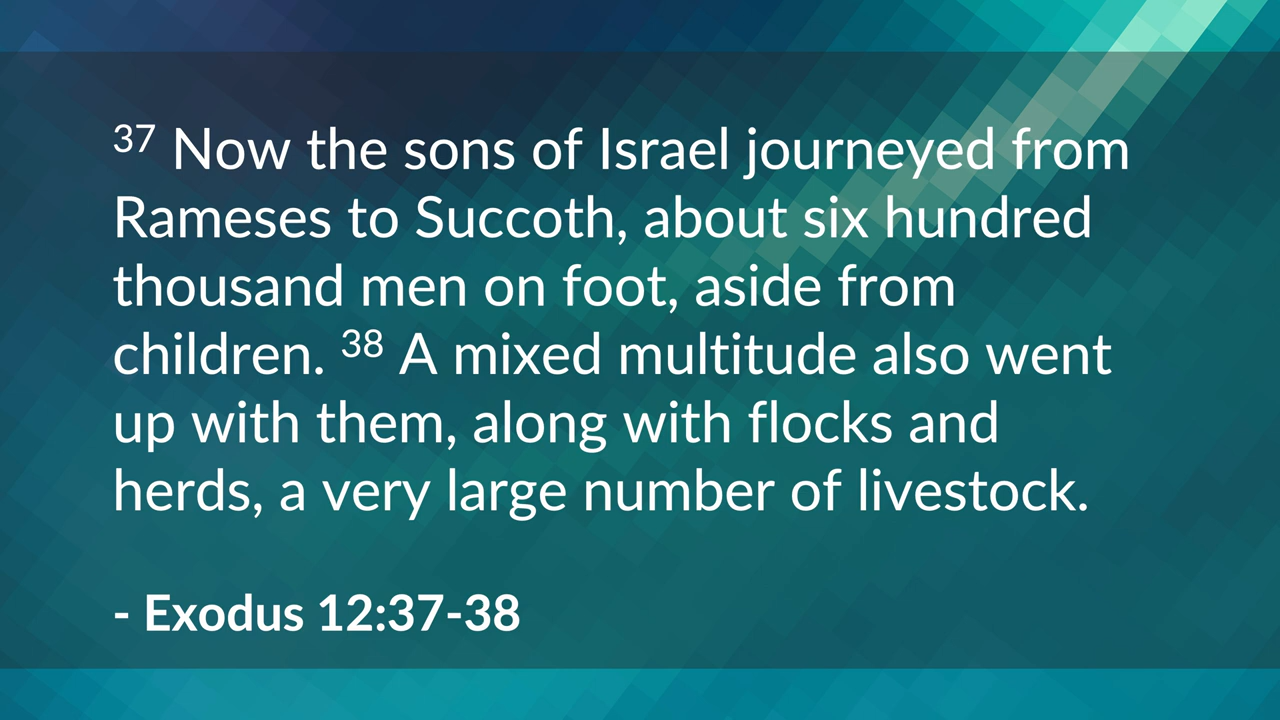 37 Now the sons of Israel journeyed from
Rameses to Succoth, about six hundred
thousand men on foot, aside from
children. 38 A mixed multitude also went
up with them, along with flocks and
herds, a very large number of livestock.
- Exodus 12:37-38